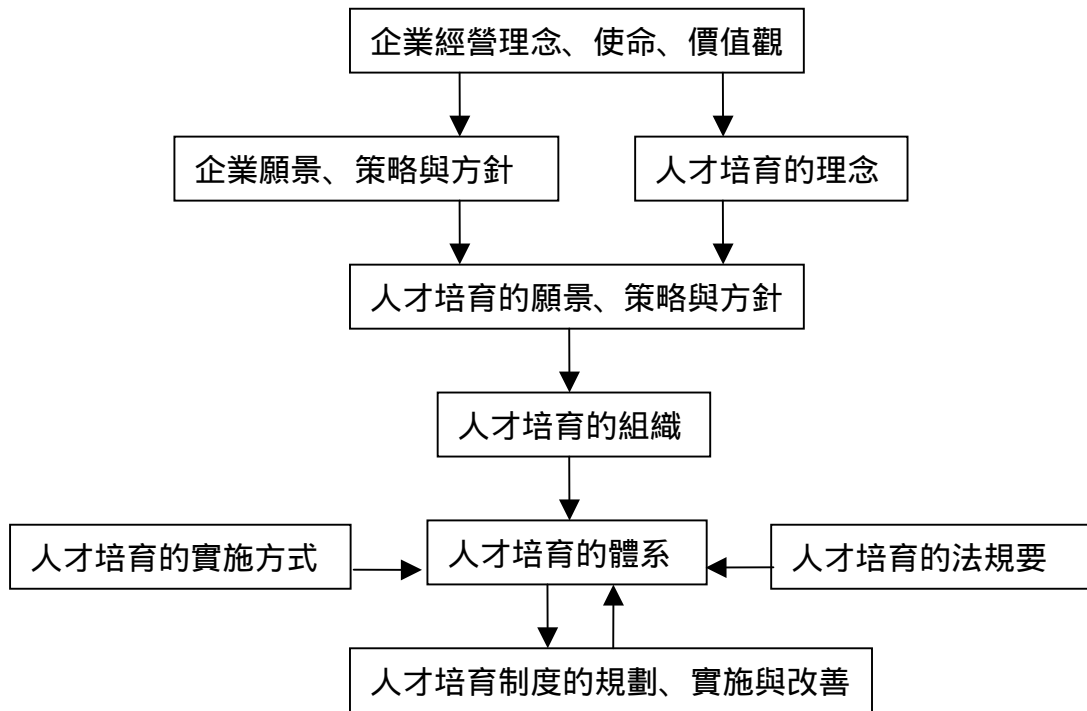 企業經營理念、使命、價值觀
企業願景、策略與方針
人才培育的理念
人才培育的願景、策略與方針
人才培育的組織
人才培育的實施方式
人才培育的體系
人才培育的法規要
人才培育制度的規劃、實施與改善